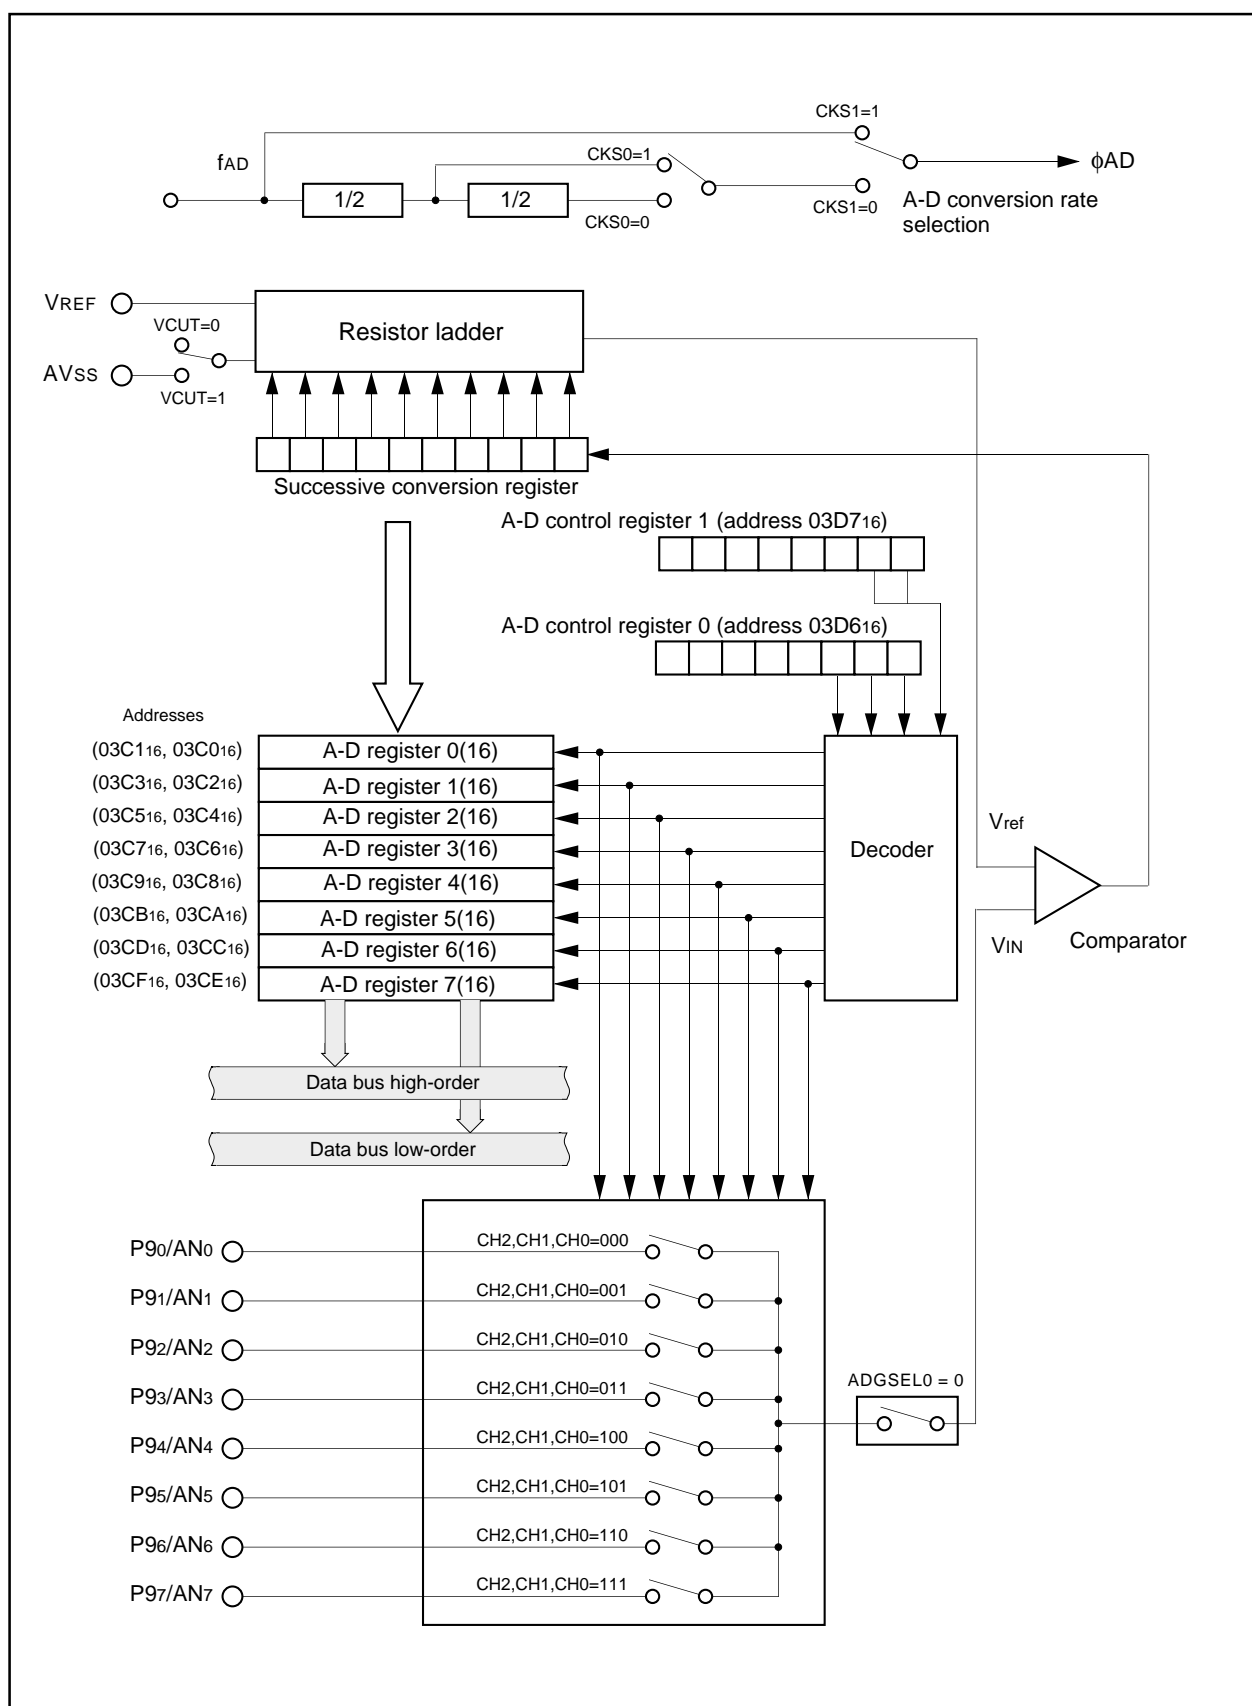 CKS1=1
fAD
CKS0=1
ϕAD
1/2
1/2
CKS0=0
CKS1=0
A-D conversion rate
selection
VREF
VCUT=0
Resistor ladder
AVSS
VCUT=1
Successive conversion register
A-D control register 1 (address 03D716)
A-D control register 0 (address 03D616)
Addresses
(03C116, 03C016)
A-D register 0(16)
(03C316, 03C216)
A-D register 1(16)
(03C516, 03C416)
A-D register 2(16)
(03C716, 03C616)
A-D register 3(16)
(03C916, 03C816)
A-D register 4(16)
(03CB16, 03CA16)
A-D register 5(16)
(03CD16, 03CC16)
A-D register 6(16)
(03CF16, 03CE16)
A-D register 7(16)
Decoder
Vref
VIN
Comparator
Data bus high-order
Data bus low-order
P90/AN0
CH2,CH1,CH0=000
P91/AN1
CH2,CH1,CH0=001
P92/AN2
CH2,CH1,CH0=010
P93/AN3
CH2,CH1,CH0=011
ADGSEL0 = 0
P94/AN4
CH2,CH1,CH0=100
P95/AN5
CH2,CH1,CH0=101
P96/AN6
CH2,CH1,CH0=110
P97/AN7
CH2,CH1,CH0=111